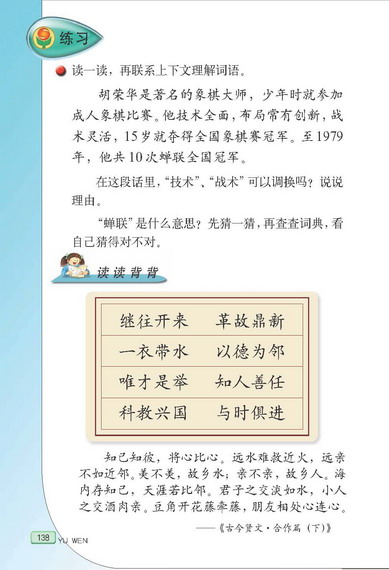 练习
读一读，再联系上下文理解词语。
胡荣华是著名的象棋大师，少年时就参加
成人象棋比赛。他技术全面，布局常有创新，战
术灵活，15岁就夺得全国象棋赛冠军。至1979
年，他共10次蝉联全国冠军。
在这段话里，“技术”、“战术”可以调换吗？说说
理由。
“蝉联”是什么意思？先猜一猜，再查查词典，看
自己猜得对不对。
读读背背
继往开来 革故鼎新
一衣带水 以德为邻
唯才是举 知人善任
科教兴国 与时俱进
知己知彼，将心比心。远水难救近火，远亲
不如近邻。美不美，故乡水；亲不亲，故乡人。海
内存知己，天涯若比邻。君子之交淡如水，小人
之交酒肉亲。豆角开花藤牵藤，朋友相处心连心。
——《古今贤文·合作篇（下）》
138 YU WEN